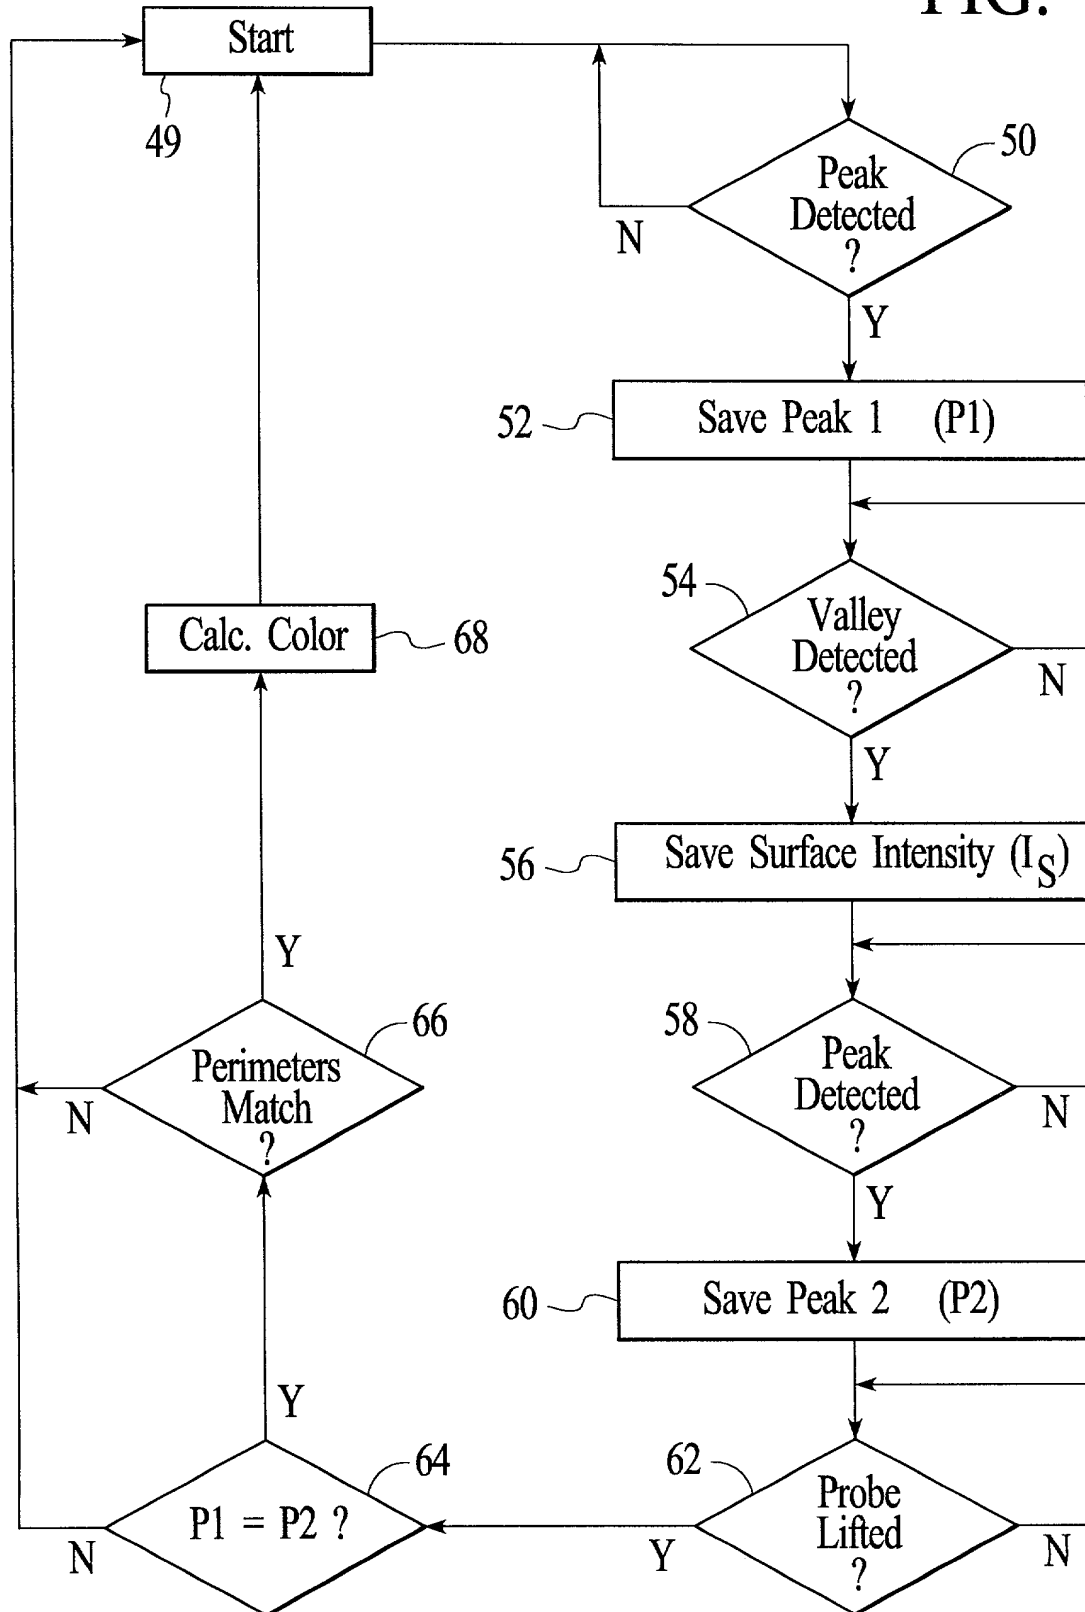 FIG.
Start
49
50
Peak
Detected
?
N
Y
52
Save Peak 1 (P1)
54
Valley
Detected
?
N
Y
68
Calc. Color
56
Save Surface Intensity (IS)
Y
66
Perimeters
Match
?
N
58
Peak
Detected
?
N
Y
60
Save Peak 2 (P2)
Y
64
P1 = P2 ?
N
62
Probe
Lifted
?
Y
N